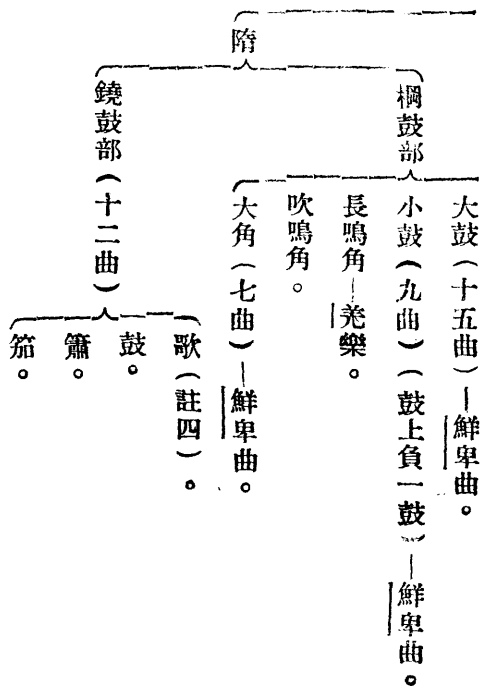 隋
棡鼓部
大鼓(十五曲)—鮮卑曲。
小鼓(九曲)(鼓上負一鼓)—鮮卑曲。
長鳴角—羌樂。
吹鳴角。
大角(七曲)—鮮卑曲。
鐃鼓部(十二曲)
歌(註四)。
鼓。
簫。
笳。